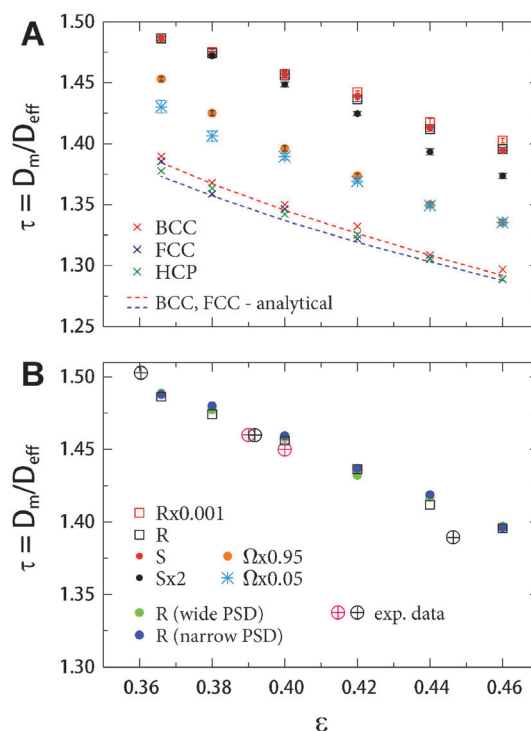 A
1.50
1.45
1.40
1.35
1.30
1.25
τ = Dₘ/D_eff
BCC
FCC
HCP
BCC, FCC - analytical
B
1.50
1.45
1.40
1.35
1.30
τ = Dₘ/D_eff
Rx0.001
R
S Ωx0.95
Sx2 Ωx0.05
R (wide PSD) exp. data
R (narrow PSD)
0.36 0.38 0.40 0.42 0.44 0.46
ε